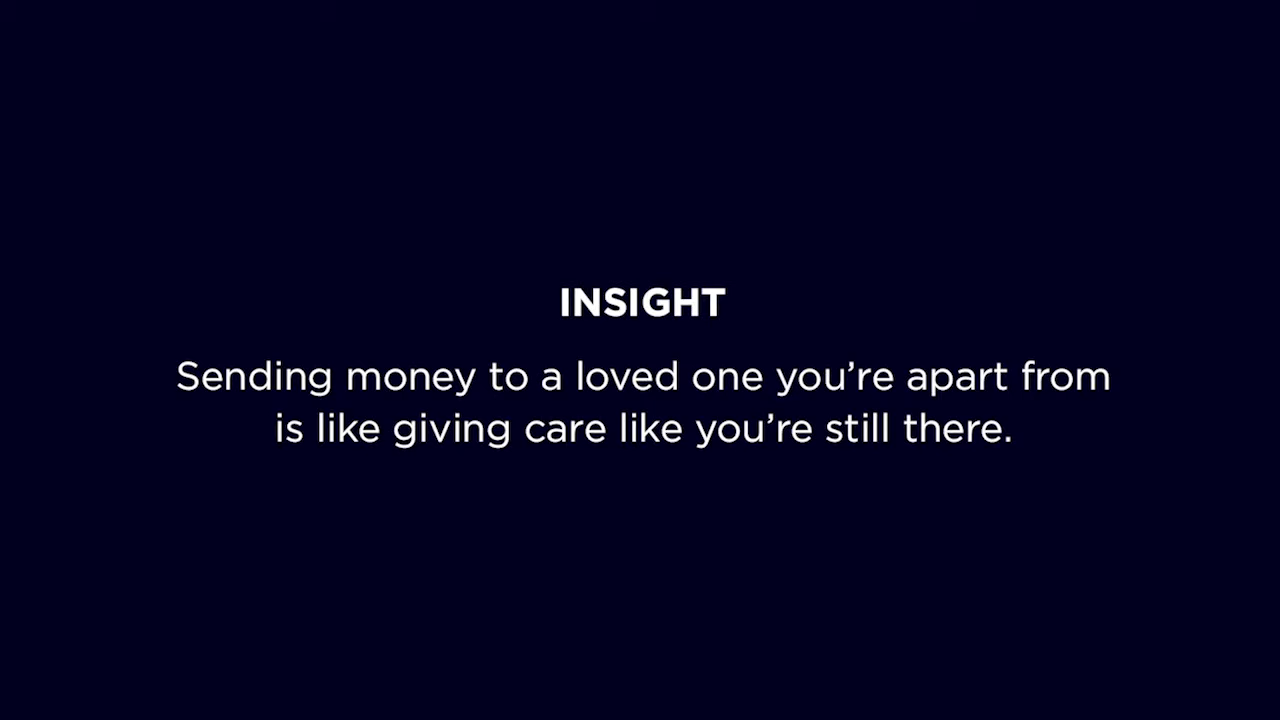 INSIGHT
Sending money to a loved one you’re apart from
is like giving care like you’re still there.